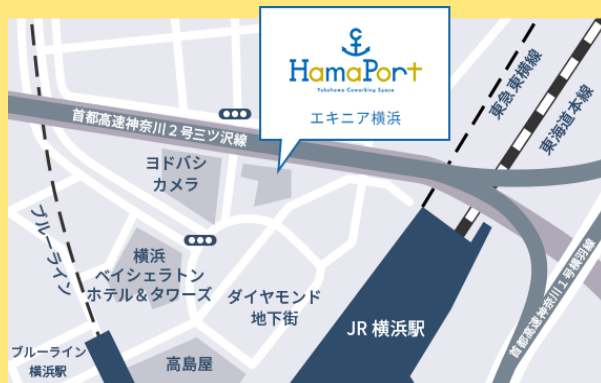 HamaPort
Yokohama Coworking Space
エキニア横浜
東急東横線
東海道本線
首都高速神奈川２号三ツ沢線
ヨドバシ
カメラ
ブルーライン
横浜
ベイシェラトン
ホテル＆タワーズ
ダイヤモンド
地下街
JR 横浜駅
首都高速神奈川１号横羽線
ブルーライン
横浜駅
高島屋